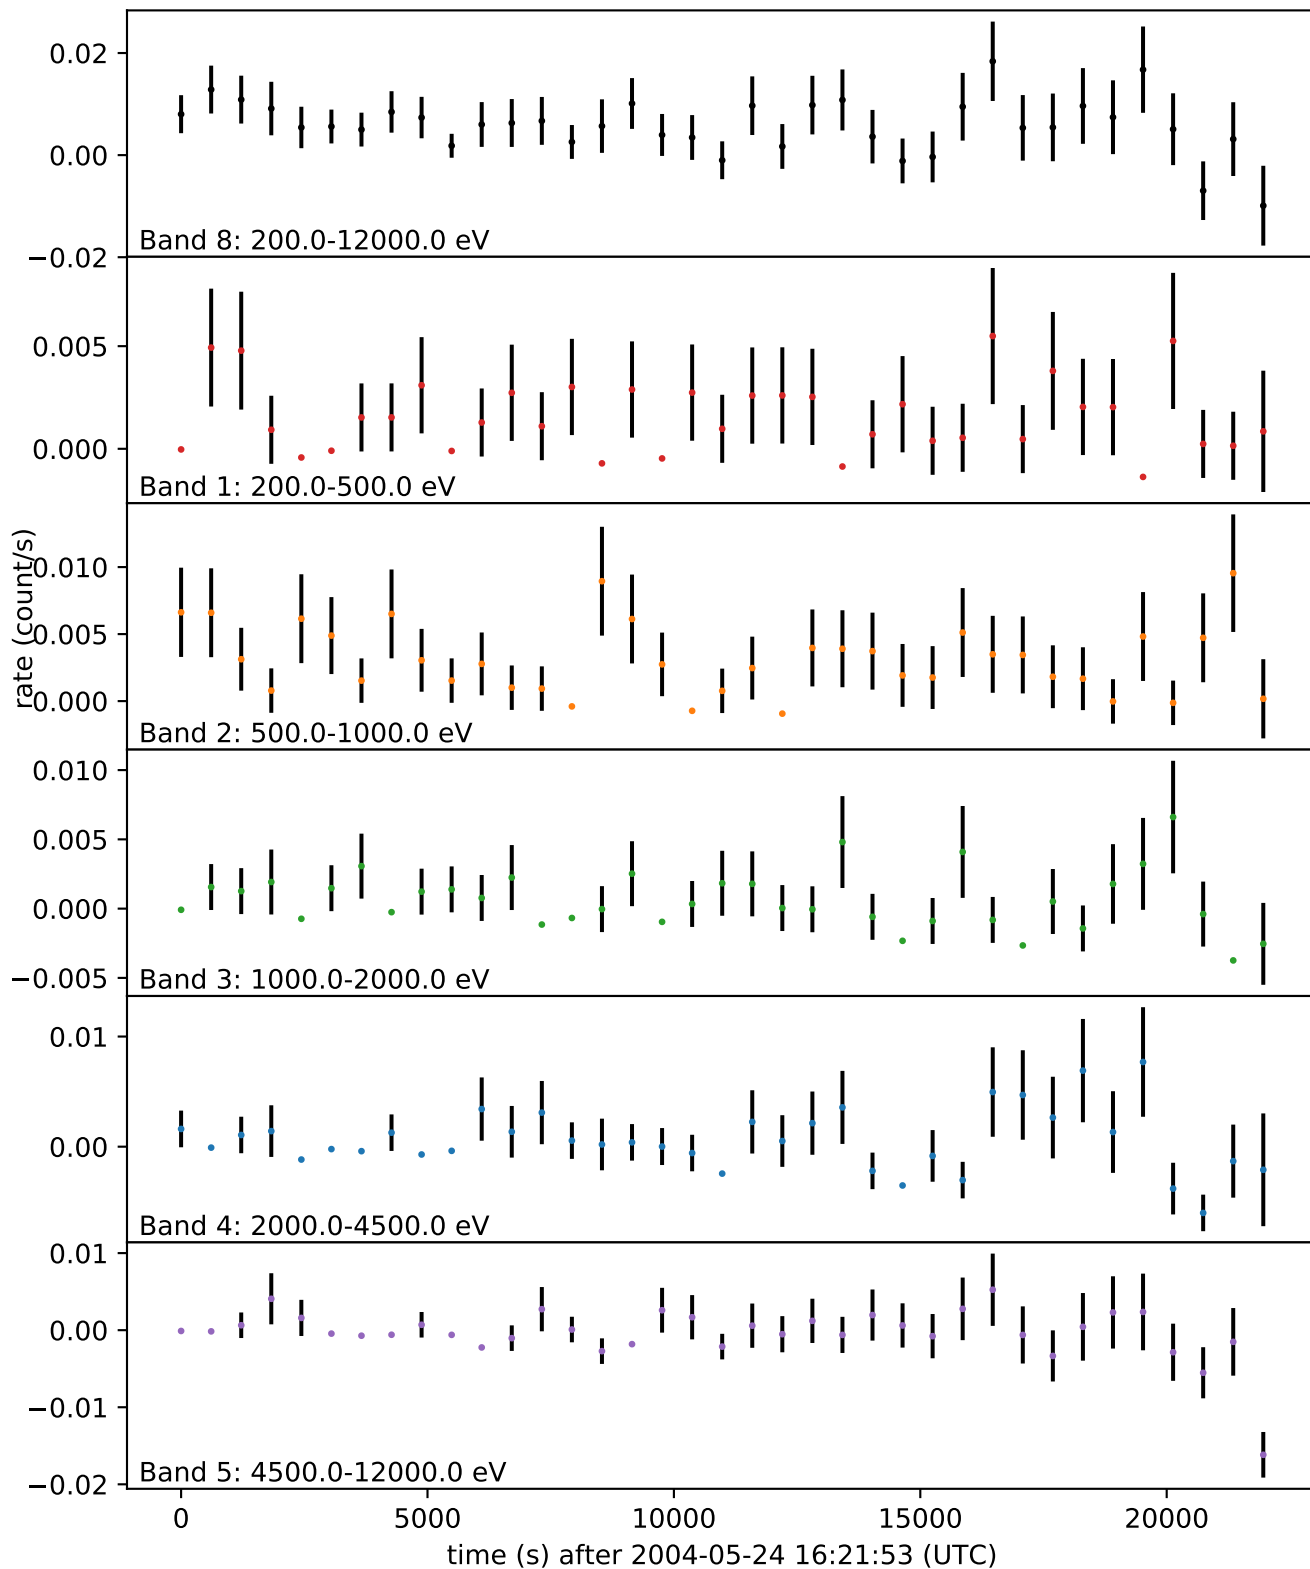 0.02
0.00
−0.02
Band 8: 200.0-12000.0 eV
0.005
0.000
Band 1: 200.0-500.0 eV
rate (count/s)
0.010
0.005
0.000
Band 2: 500.0-1000.0 eV
0.010
0.005
0.000
−0.005
Band 3: 1000.0-2000.0 eV
0.01
0.00
Band 4: 2000.0-4500.0 eV
0.01
0.00
−0.01
−0.02
Band 5: 4500.0-12000.0 eV
0 5000 10000 15000 20000
time (s) after 2004-05-24 16:21:53 (UTC)